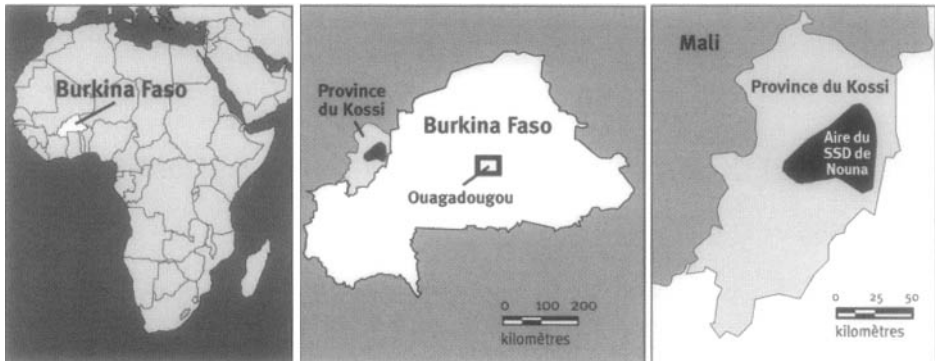 Burkina Faso
Province
du Kossi
Burkina Faso
Ouagadougou
0 100 200
kilomètres
Mali
Province du Kossi
Aire du
SSD de
Nouna
0 25 50
kilomètres